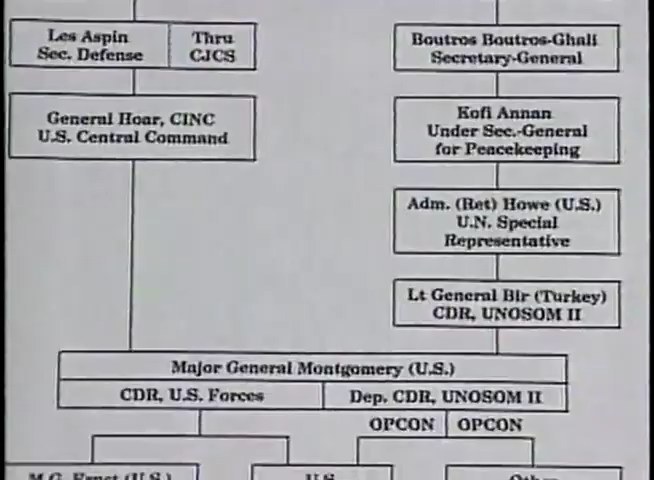 Les Aspin
Sec. Defense
Thru
CJCS
Boutros Boutros-Ghali
Secretary-General
General Hoar, CINC
U.S. Central Command
Kofi Annan
Under Sec.-General
for Peacekeeping
Adm. (Ret) Howe (U.S.)
U.N. Special
Representative
Lt General Bir (Turkey)
CDR, UNOSOM II
Major General Montgomery (U.S.)
CDR, U.S. Forces
Dep. CDR, UNOSOM II
OPCON
OPCON
M.G. Ernst (U.S.)
U.S.
Other